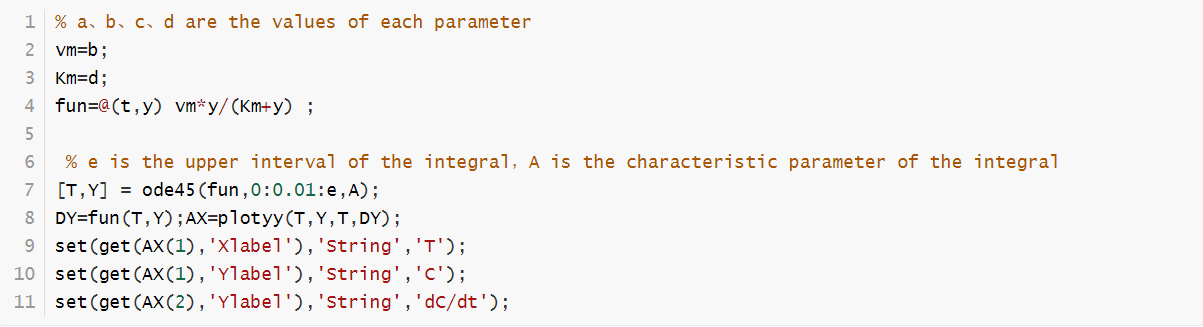 1 % a、b、c、d are the values of each parameter
2 vm=b;
3 Km=d;
4 fun=@(t,y) vm*y/(Km+y) ;
5
6 % e is the upper interval of the integral，A is the characteristic parameter of the integral
7 [T,Y] = ode45(fun,0:0.01:e,A);
8 DY=fun(T,Y);AX=plotyy(T,Y,T,DY);
9 set(get(AX(1),'Xlabel'),'String','T');
10 set(get(AX(1),'Ylabel'),'String','C');
11 set(get(AX(2),'Ylabel'),'String','dC/dt');